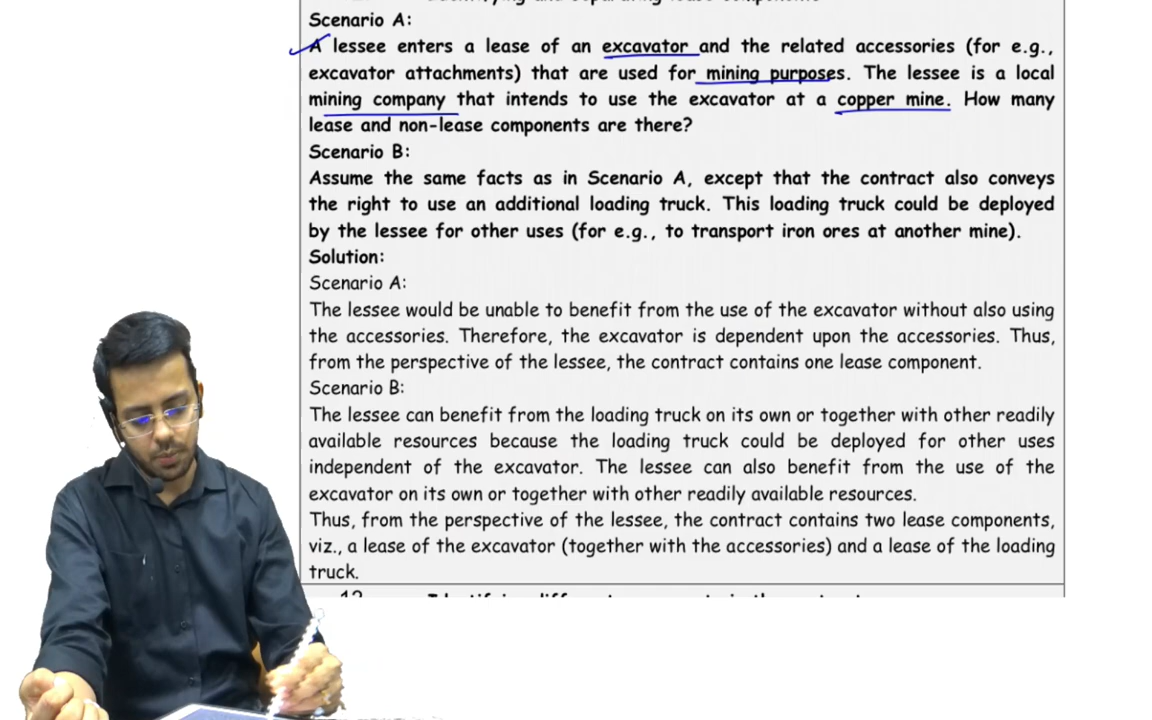 Scenario A:
A lessee enters a lease of an excavator and the related accessories (for e.g.,
excavator attachments) that are used for mining purposes. The lessee is a local
mining company that intends to use the excavator at a copper mine. How many
lease and non-lease components are there?
Scenario B:
Assume the same facts as in Scenario A, except that the contract also conveys
the right to use an additional loading truck. This loading truck could be deployed
by the lessee for other uses (for e.g., to transport iron ores at another mine).
Solution:
Scenario A:
The lessee would be unable to benefit from the use of the excavator without also using
the accessories. Therefore, the excavator is dependent upon the accessories. Thus,
from the perspective of the lessee, the contract contains one lease component.
Scenario B:
The lessee can benefit from the loading truck on its own or together with other readily
available resources because the loading truck could be deployed for other uses
independent of the excavator. The lessee can also benefit from the use of the
excavator on its own or together with other readily available resources.
Thus, from the perspective of the lessee, the contract contains two lease components,
viz., a lease of the excavator (together with the accessories) and a lease of the loading
truck.